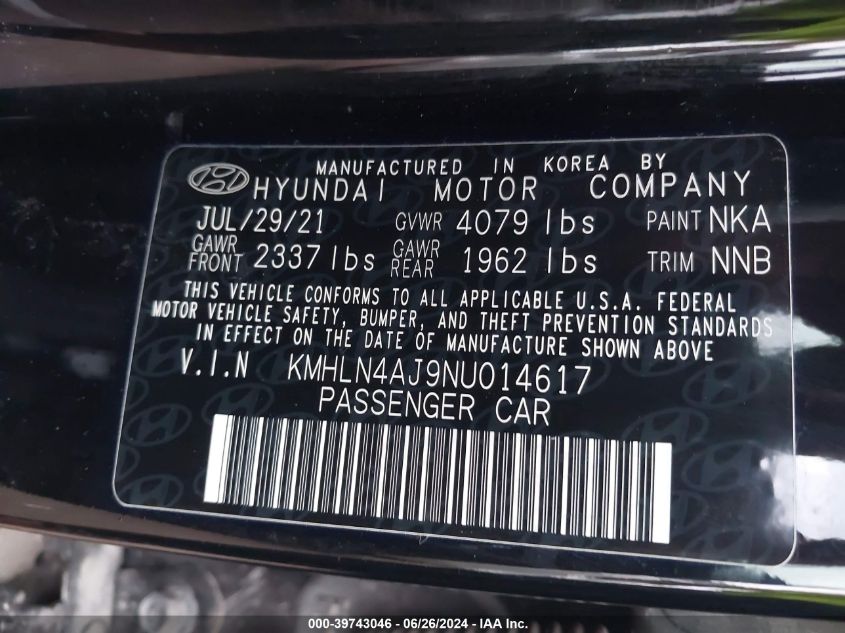 MANUFACTURED IN KOREA BY
HYUNDAI MOTOR COMPANY
JUL/29/21 GVWR 4079 lbs PAINT NKA
GAWR FRONT 2337 lbs GAWR REAR 1962 lbs TRIM NNB
THIS VEHICLE CONFORMS TO ALL APPLICABLE U.S.A. FEDERAL
MOTOR VEHICLE SAFETY, BUMPER, AND THEFT PREVENTION STANDARDS
IN EFFECT ON THE DATE OF MANUFACTURE SHOWN ABOVE
V.I.N KMHLN4AJ9NU014617
PASSENGER CAR
000-39743046 - 06/26/2024 - IAA Inc.